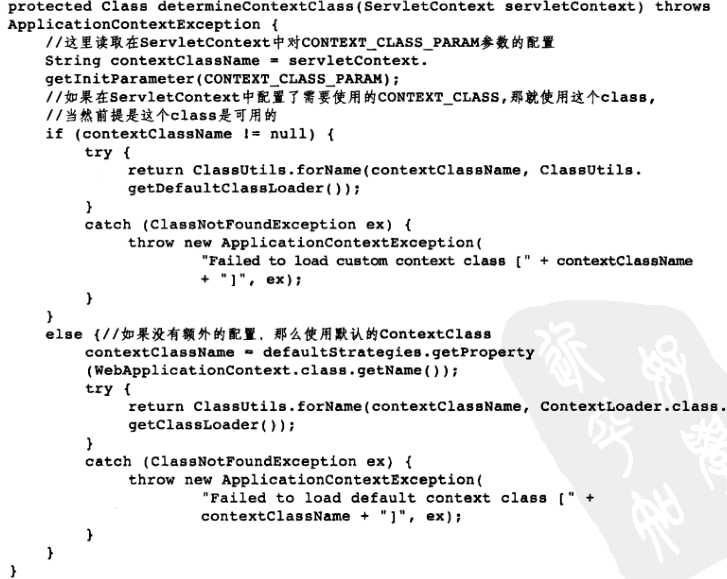 protected Class determineContextClass(ServletContext servletContext) throws
ApplicationContextException {
//这里读取在ServletContext中对CONTEXT_CLASS_PARAM参数的配置
String contextClassName = servletContext.
getInitParameter(CONTEXT_CLASS_PARAM);
//如果在ServletContext中配置了需要使用的CONTEXT_CLASS,那就使用这个class,
//当然前提是这个class是可用的
if (contextClassName != null) {
try {
return ClassUtils.forName(contextClassName, ClassUtils.
getDefaultClassLoader());
}
catch (ClassNotFoundException ex) {
throw new ApplicationContextException(
"Failed to load custom context class [" + contextClassName
+ "]", ex);
}
}
else {//如果没有额外的配置，那么使用默认的ContextClass
contextClassName = defaultStrategies.getProperty
(WebApplicationContext.class.getName());
try {
return ClassUtils.forName(contextClassName, ContextLoader.class.
getClassLoader());
}
catch (ClassNotFoundException ex) {
throw new ApplicationContextException(
"Failed to load default context class [" +
contextClassName + "]", ex);
}
}
}